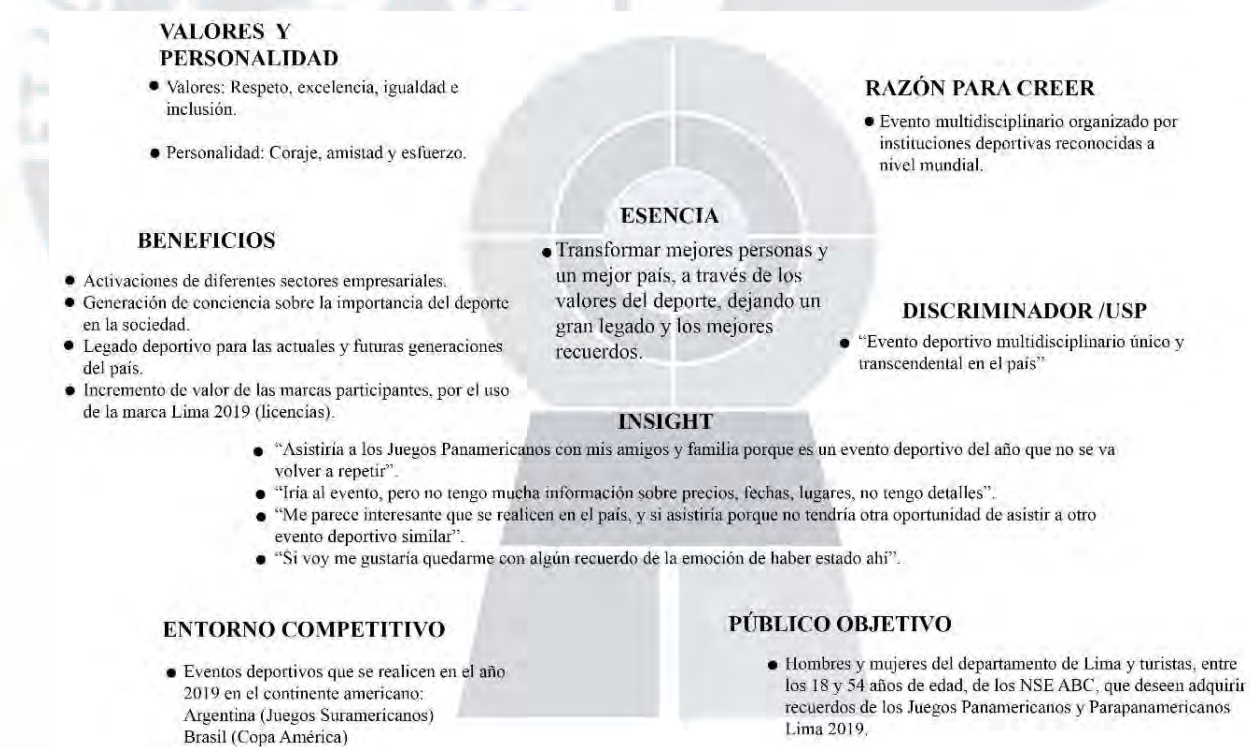 VALORES Y
PERSONALIDAD
● Valores: Respeto, excelencia, igualdad e
inclusión.
● Personalidad: Coraje, amistad y esfuerzo.
RAZÓN PARA CREER
● Evento multidisciplinario organizado por
instituciones deportivas reconocidas a
nivel mundial.
ESENCIA
● Transformar mejores personas y
un mejor país, a través de los
valores del deporte, dejando un
gran legado y los mejores
recuerdos.
BENEFICIOS
● Activaciones de diferentes sectores empresariales.
● Generación de conciencia sobre la importancia del deporte
en la sociedad.
● Legado deportivo para las actuales y futuras generaciones
del país.
● Incremento de valor de las marcas participantes, por el uso
de la marca Lima 2019 (licencias).
DISCRIMINADOR /USP
● “Evento deportivo multidisciplinario único y
transcendental en el país”
INSIGHT
● “Asistiría a los Juegos Panamericanos con mis amigos y familia porque es un evento deportivo del año que no se va
volver a repetir”.
● “Iría al evento, pero no tengo mucha información sobre precios, fechas, lugares, no tengo detalles”.
● “Me parece interesante que se realicen en el país, y si asistiría porque no tendría otra oportunidad de asistir a otro
evento deportivo similar”.
● “Si voy me gustaría quedarme con algún recuerdo de la emoción de haber estado ahí”.
ENTORNO COMPETITIVO
● Eventos deportivos que se realicen en el año
2019 en el continente americano:
Argentina (Juegos Suramericanos)
Brasil (Copa América)
PÚBLICO OBJETIVO
● Hombres y mujeres del departamento de Lima y turistas, entre
los 18 y 54 años de edad, de los NSE ABC, que deseen adquirir
recuerdos de los Juegos Panamericanos y Parapanamericanos
Lima 2019.